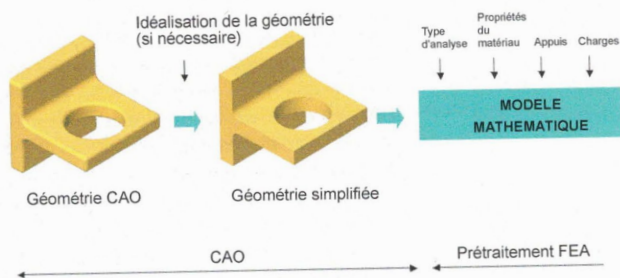 Idéalisation de la géométrie
(si nécessaire)
Type
d'analyse
Propriétés
du
matériau
Appuis
Charges
MODELE
MATHEMATIQUE
Géométrie CAO
Géométrie simplifiée
CAO
Prétraitement FEA